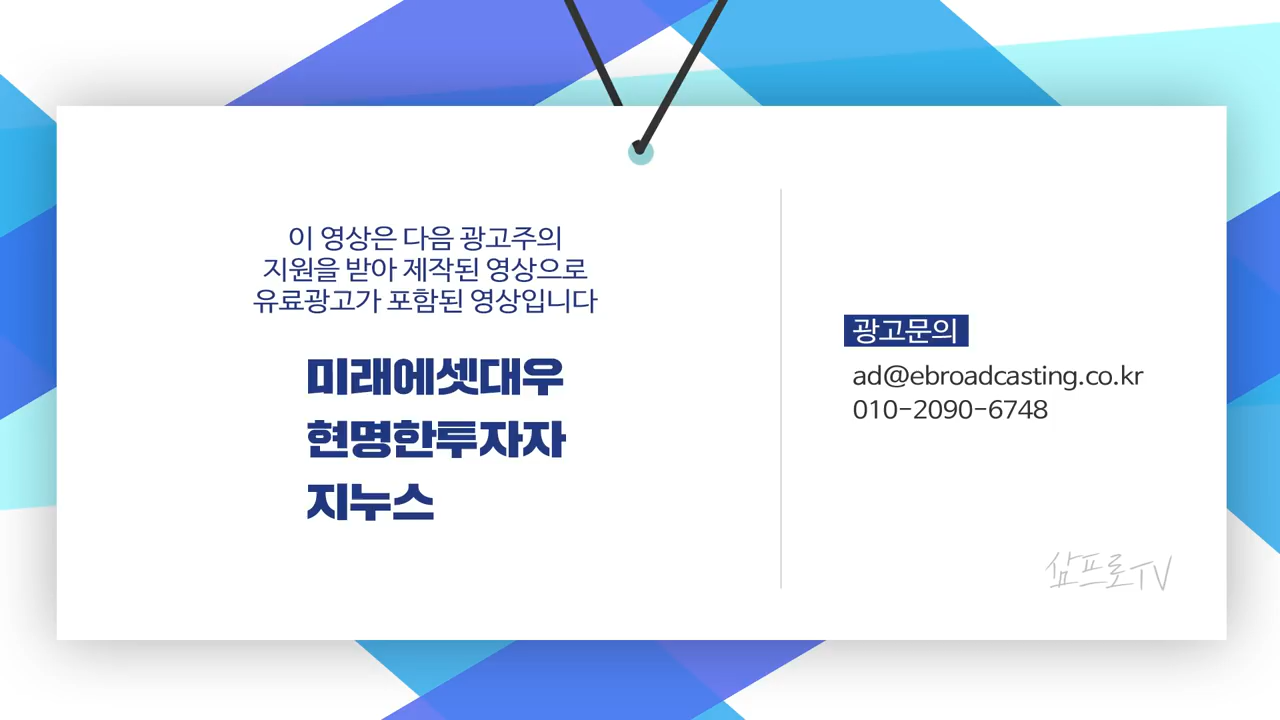 이 영상은 다음 광고주의
지원을 받아 제작된 영상으로
유료광고가 포함된 영상입니다
미래에셋대우
현명한투자자
지누스
광고문의
ad@ebroadcasting.co.kr
010-2090-6748
삼프로TV